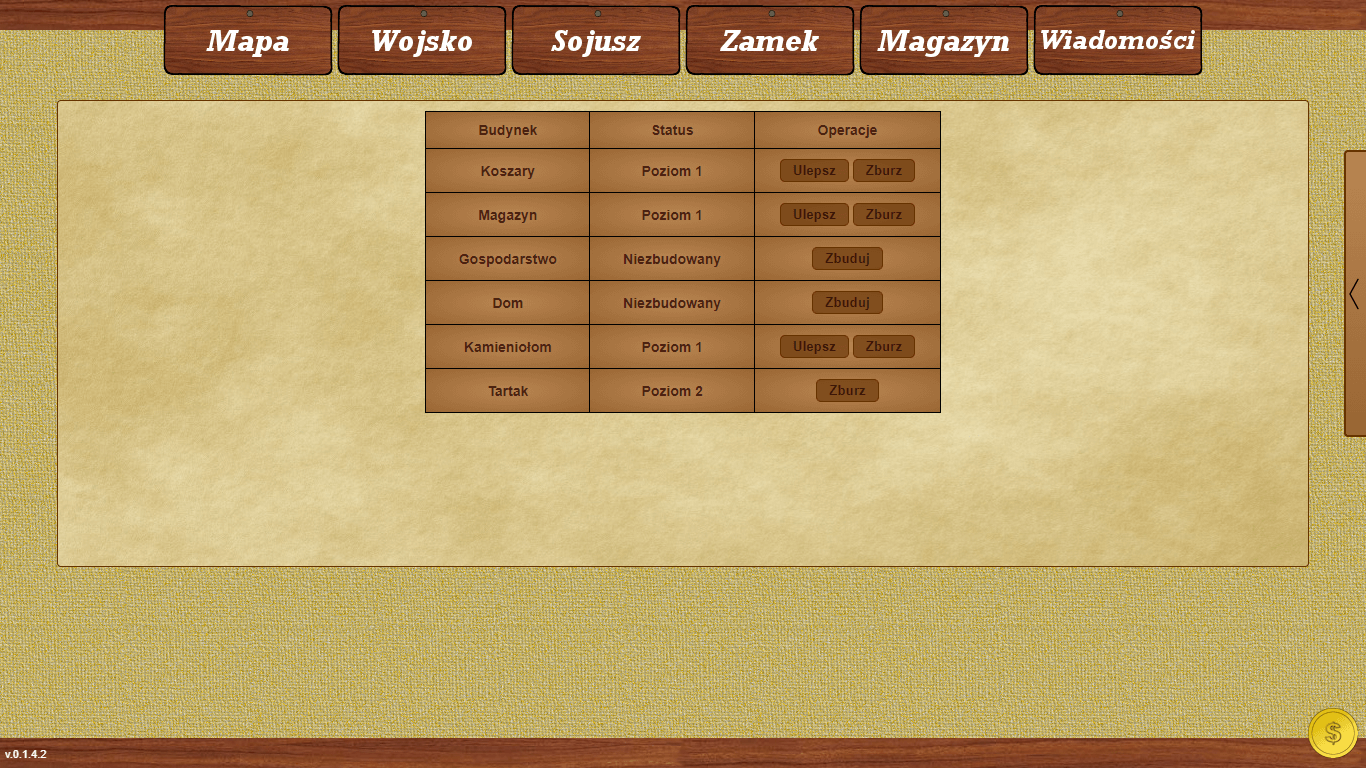 Mapa Wojsko Sojusz Zamek Magazyn Wiadomości
Budynek Status Operacje
Koszary Poziom 1 Ulepsz Zburz
Magazyn Poziom 1 Ulepsz Zburz
Gospodarstwo Niezbudowany Zbuduj
Dom Niezbudowany Zbuduj
Kamieniołom Poziom 1 Ulepsz Zburz
Tartak Poziom 2 Zburz
$
v.0.1.4.2